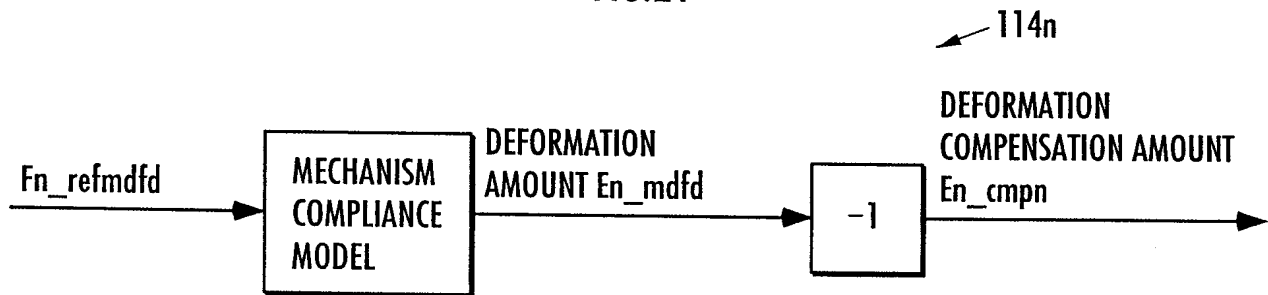 114n
Fn_refmdfd
MECHANISM
COMPLIANCE
MODEL
DEFORMATION
AMOUNT En_mdfd
-1
DEFORMATION
COMPENSATION AMOUNT
En_cmpn